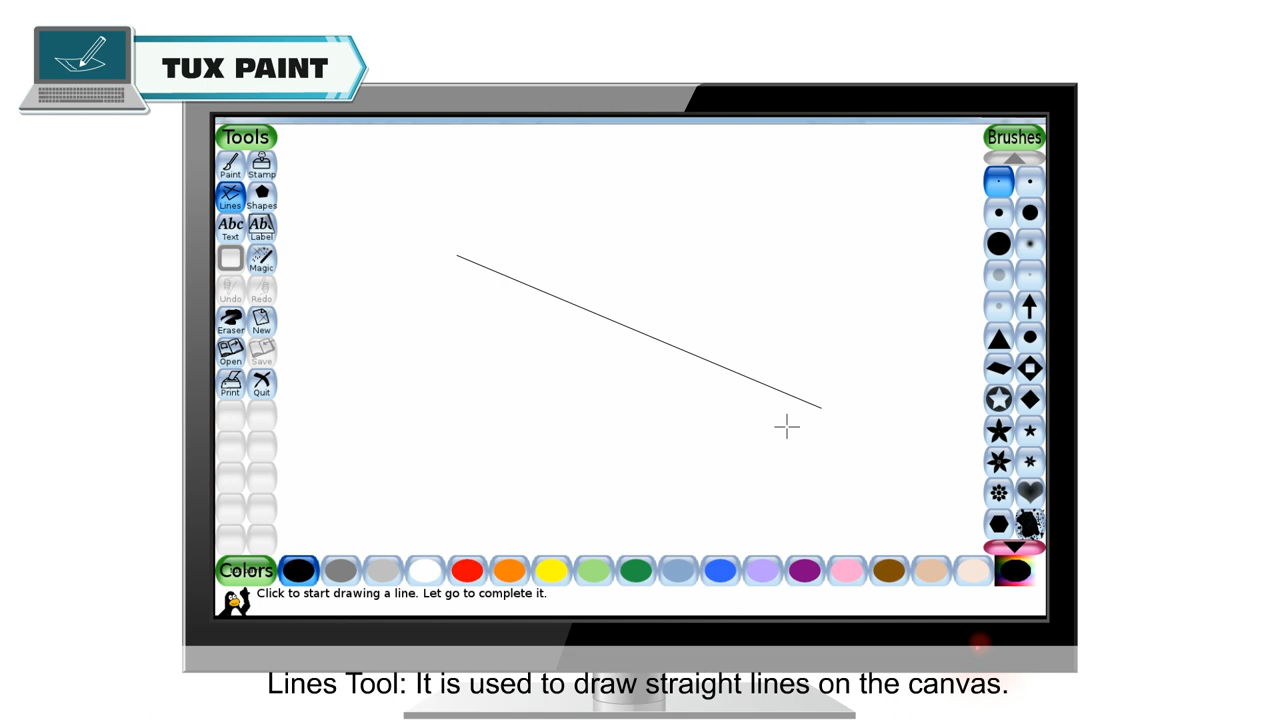 TUX PAINT
Tools
Brushes
Paint Stamp
Lines Shapes
Abc Abc
Text Label
Magic
Undo Redo
Eraser New
Open Save
Print Quit
Colors
Click to start drawing a line. Let go to complete it.
Lines Tool: It is used to draw straight lines on the canvas.